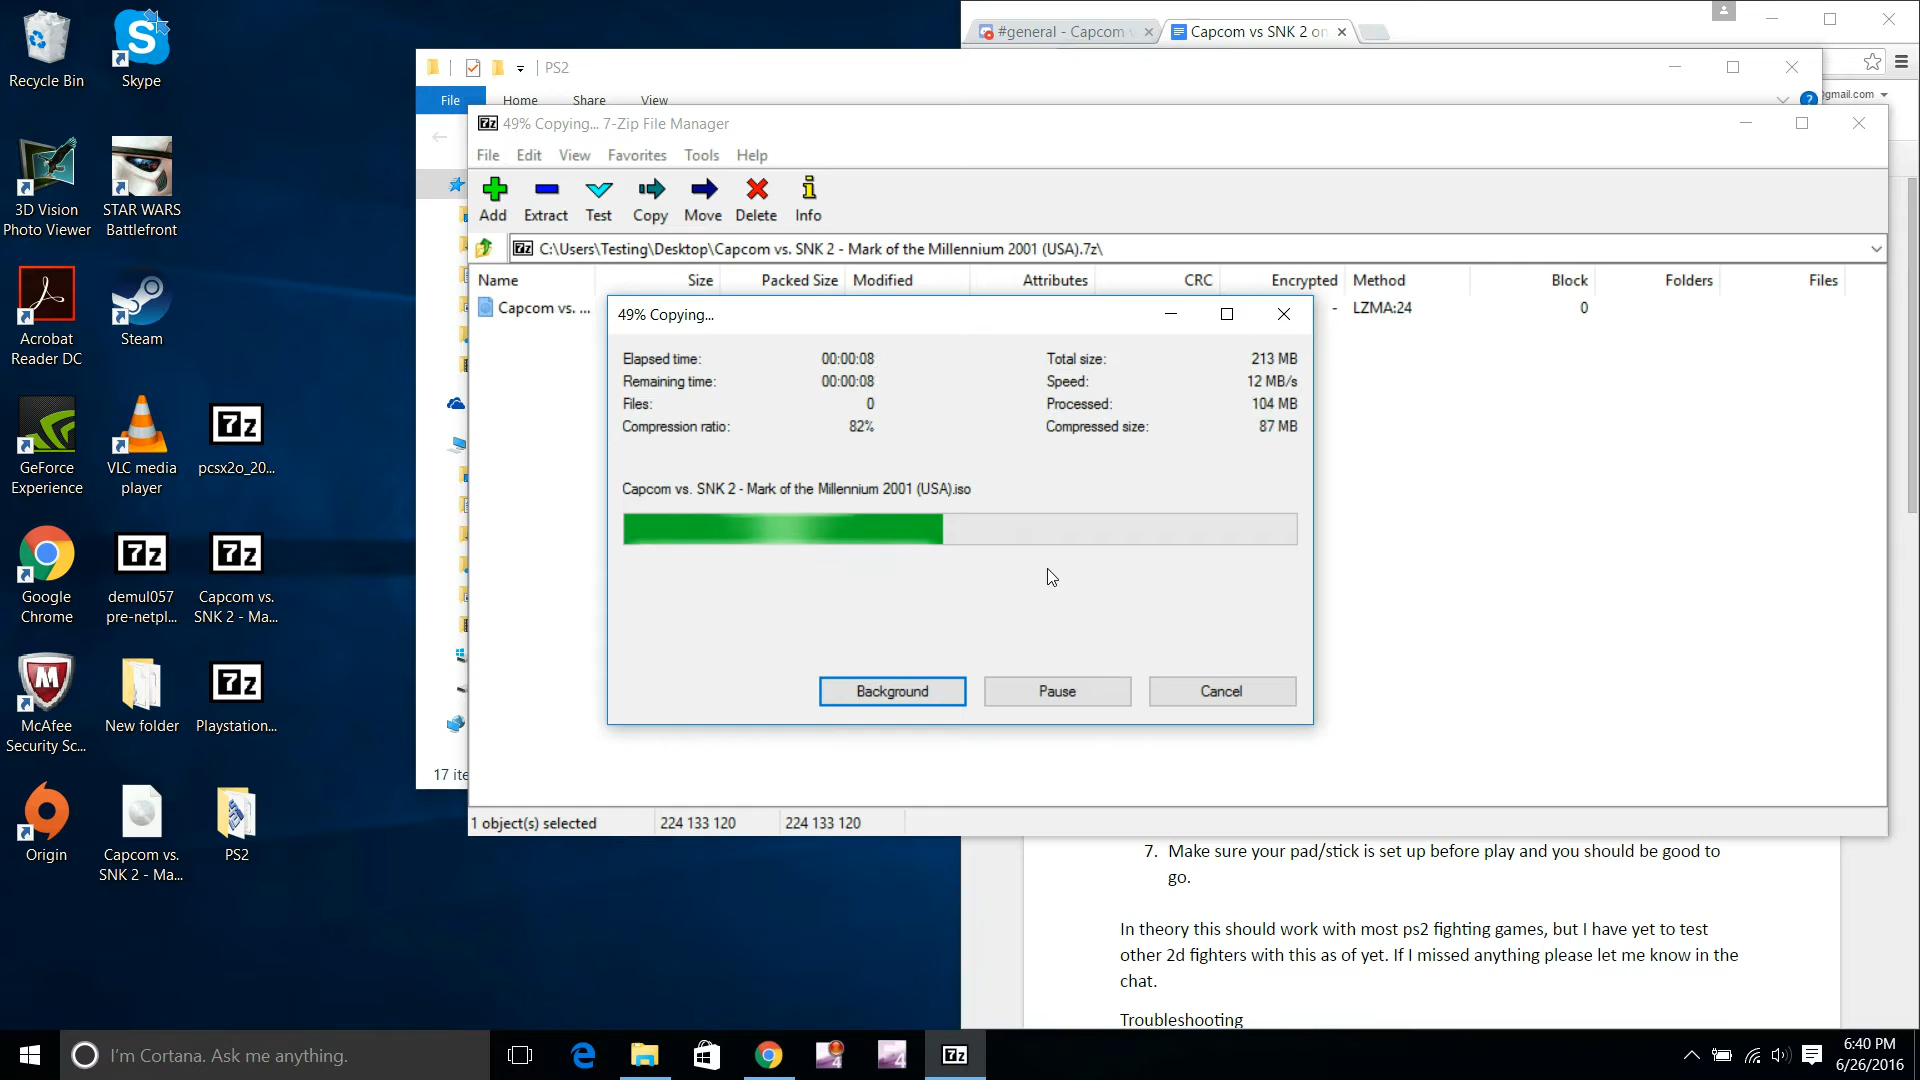 Recycle Bin
Skype
3D Vision
Photo Viewer
STAR WARS
Battlefront
Acrobat
Reader DC
Steam
GeForce
Experience
VLC media
player
pcsx2o_20...
Google
Chrome
demul057
pre-netpl...
Capcom vs.
SNK 2 - Ma...
McAfee
Security Sc...
New folder
Playstation...
Origin
Capcom vs.
SNK 2 - Ma...
PS2
#general - Capcom
Capcom vs SNK 2 on
gmail.com
PS2
File Home Share View
17 ite
49% Copying... 7-Zip File Manager
File Edit View Favorites Tools Help
Add Extract Test Copy Move Delete Info
C:\Users\Testing\Desktop\Capcom vs. SNK 2 - Mark of the Millennium 2001 (USA).7z\
Name Size Packed Size Modified Attributes CRC Encrypted Method Block Folders Files
Capcom vs. ... - LZMA:24 0
49% Copying...
Elapsed time: 00:00:08 Total size: 213 MB
Remaining time: 00:00:08 Speed: 12 MB/s
Files: 0 Processed: 104 MB
Compression ratio: 82% Compressed size: 87 MB
Capcom vs. SNK 2 - Mark of the Millennium 2001 (USA).iso
Background Pause Cancel
1 object(s) selected 224 133 120 224 133 120
7. Make sure your pad/stick is set up before play and you should be good to
go.
In theory this should work with most ps2 fighting games, but I have yet to test
other 2d fighters with this as of yet. If I missed anything please let me know in the
chat.
Troubleshooting
I'm Cortana. Ask me anything.
6:40 PM
6/26/2016